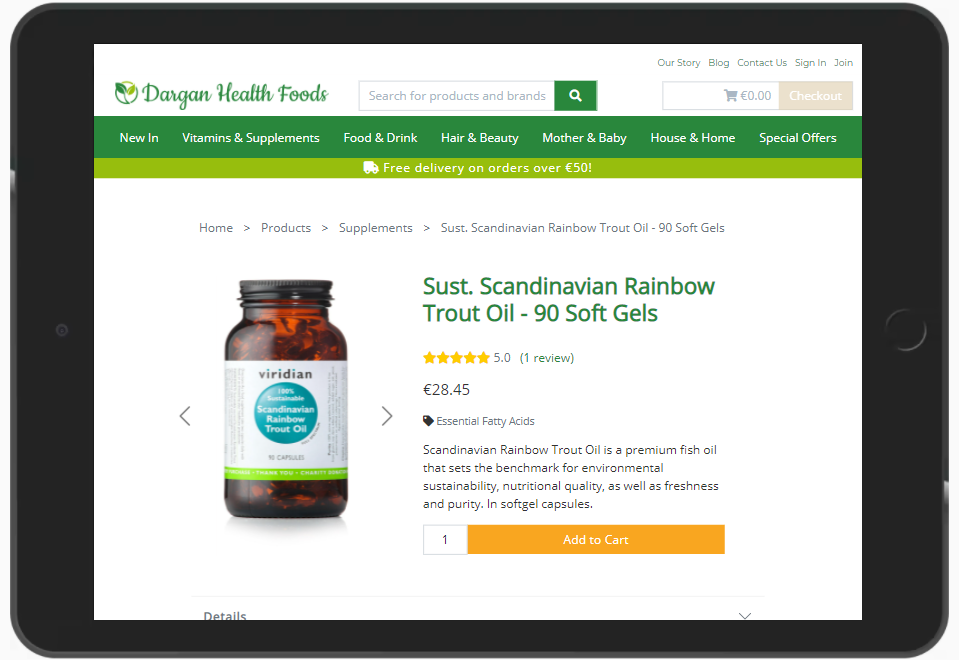 Our Story Blog Contact Us Sign In Join
Dargan Health Foods
Search for products and brands
€0.00
Checkout
New In Vitamins & Supplements Food & Drink Hair & Beauty Mother & Baby House & Home Special Offers
Free delivery on orders over €50!
Home > Products > Supplements > Sust. Scandinavian Rainbow Trout Oil - 90 Soft Gels
viridian
100%
Sustainable
Scandinavian
Rainbow
Trout Oil
90 CAPSULES
THANK YOU • CHARITY
Sust. Scandinavian Rainbow
Trout Oil - 90 Soft Gels
5.0 (1 review)
€28.45
Essential Fatty Acids
Scandinavian Rainbow Trout Oil is a premium fish oil
that sets the benchmark for environmental
sustainability, nutritional quality, as well as freshness
and purity. In softgel capsules.
1
Add to Cart
Details